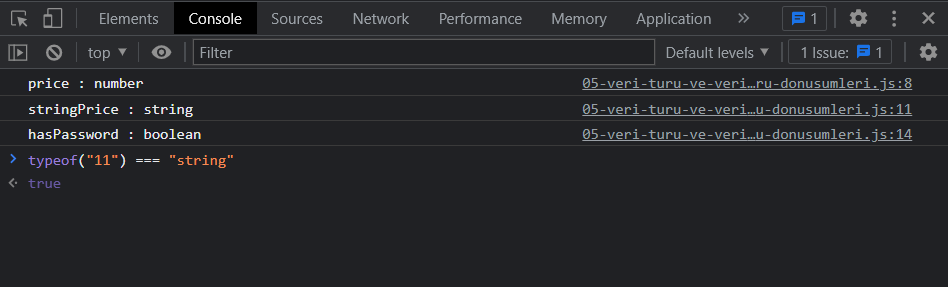 Elements Console Sources Network Performance Memory Application 1
top Filter Default levels 1 Issue: 1
price : number 05-veri-turu-ve-veri…ru-donusumleri.js:8
stringPrice : string 05-veri-turu-ve-veri…u-donusumleri.js:11
hasPassword : boolean 05-veri-turu-ve-veri…u-donusumleri.js:14
typeof("11") === "string"
true